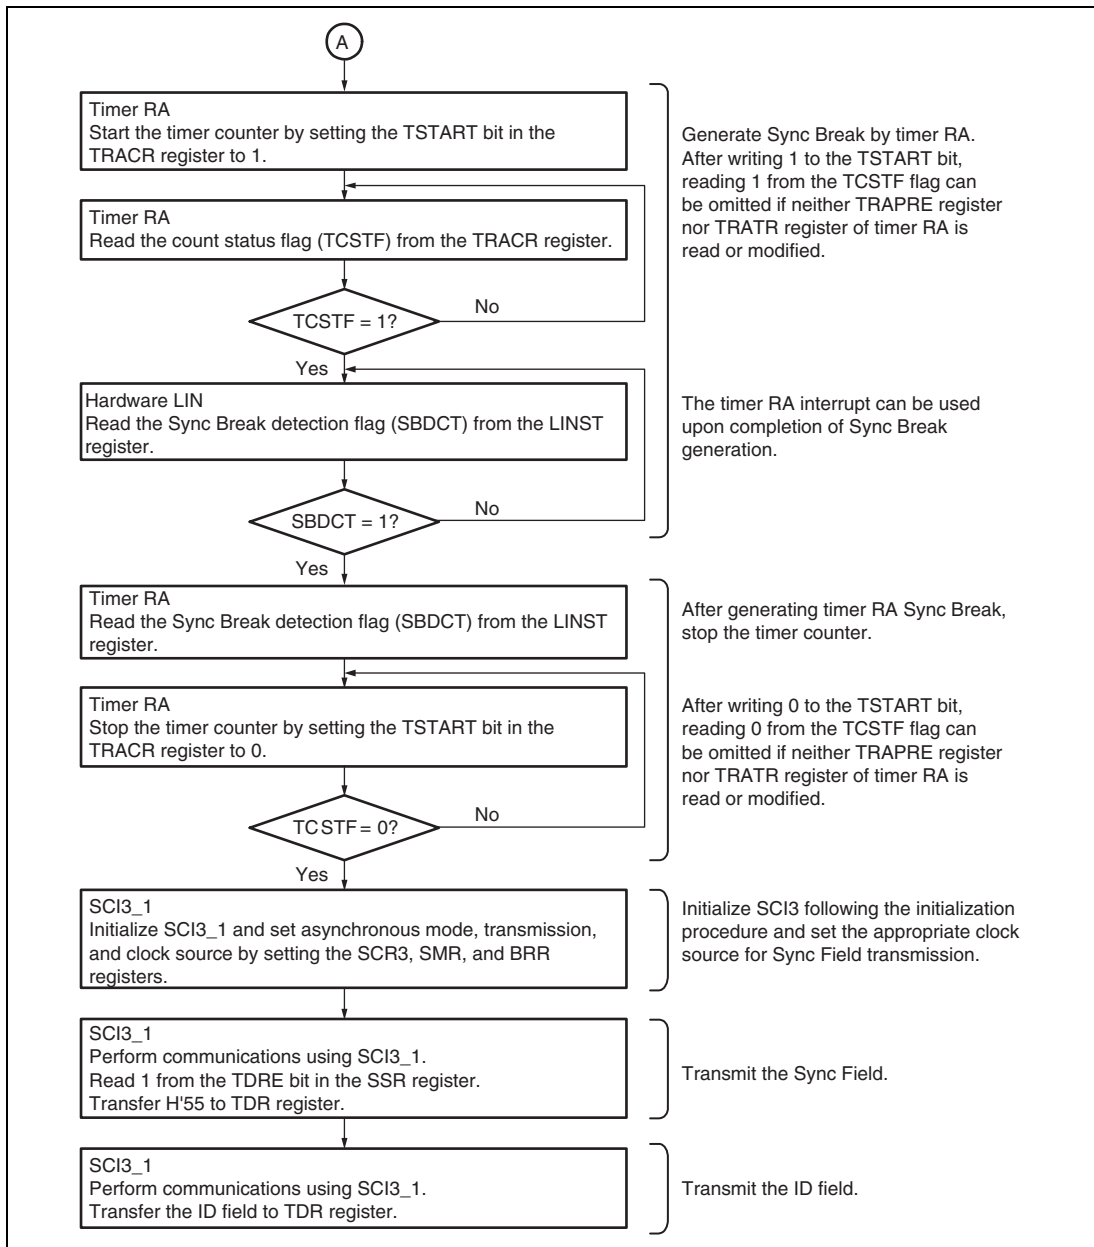 A
Timer RA
Start the timer counter by setting the TSTART bit in the
TRACR register to 1.
Generate Sync Break by timer RA.
After writing 1 to the TSTART bit,
reading 1 from the TCSTF flag can
be omitted if neither TRAPRE register
nor TRATR register of timer RA is
read or modified.
Timer RA
Read the count status flag (TCSTF) from the TRACR register.
TCSTF = 1?
No
Yes
Hardware LIN
Read the Sync Break detection flag (SBDCT) from the LINST
register.
The timer RA interrupt can be used
upon completion of Sync Break
generation.
SBDCT = 1?
No
Yes
Timer RA
Read the Sync Break detection flag (SBDCT) from the LINST
register.
After generating timer RA Sync Break,
stop the timer counter.
Timer RA
Stop the timer counter by setting the TSTART bit in the
TRACR register to 0.
After writing 0 to the TSTART bit,
reading 0 from the TCSTF flag can
be omitted if neither TRAPRE register
nor TRATR register of timer RA is
read or modified.
TCSTF = 0?
No
Yes
SCI3_1
Initialize SCI3_1 and set asynchronous mode, transmission,
and clock source by setting the SCR3, SMR, and BRR
registers.
Initialize SCI3 following the initialization
procedure and set the appropriate clock
source for Sync Field transmission.
SCI3_1
Perform communications using SCI3_1.
Read 1 from the TDRE bit in the SSR register.
Transfer H'55 to TDR register.
Transmit the Sync Field.
SCI3_1
Perform communications using SCI3_1.
Transfer the ID field to TDR register.
Transmit the ID field.